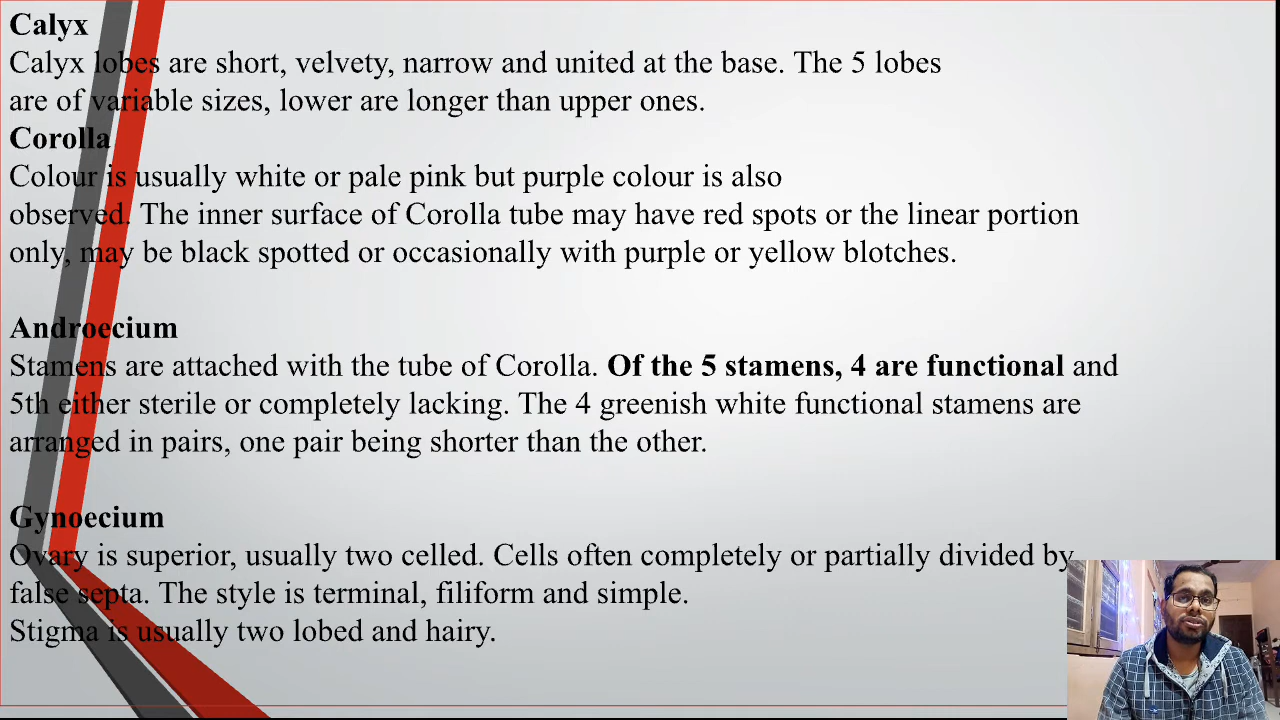 Calyx
Calyx lobes are short, velvety, narrow and united at the base. The 5 lobes
are of variable sizes, lower are longer than upper ones.
Corolla
Colour is usually white or pale pink but purple colour is also
observed. The inner surface of Corolla tube may have red spots or the linear portion
only, may be black spotted or occasionally with purple or yellow blotches.
Androecium
Stamens are attached with the tube of Corolla. Of the 5 stamens, 4 are functional and
5th either sterile or completely lacking. The 4 greenish white functional stamens are
arranged in pairs, one pair being shorter than the other.
Gynoecium
Ovary is superior, usually two celled. Cells often completely or partially divided by
false septa. The style is terminal, filiform and simple.
Stigma is usually two lobed and hairy.